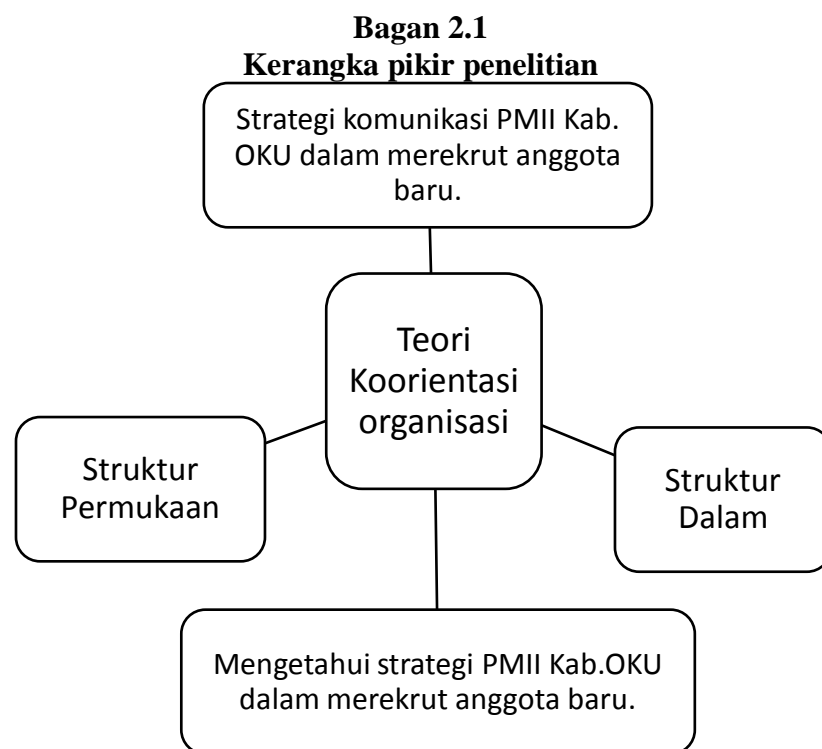 Bagan 2.1
Kerangka pikir penelitian
Strategi komunikasi PMII Kab.
OKU dalam merekrut anggota
baru.
Teori
Koorientasi
organisasi
Struktur
Permukaan
Struktur
Dalam
Mengetahui strategi PMII Kab.OKU
dalam merekrut anggota baru.